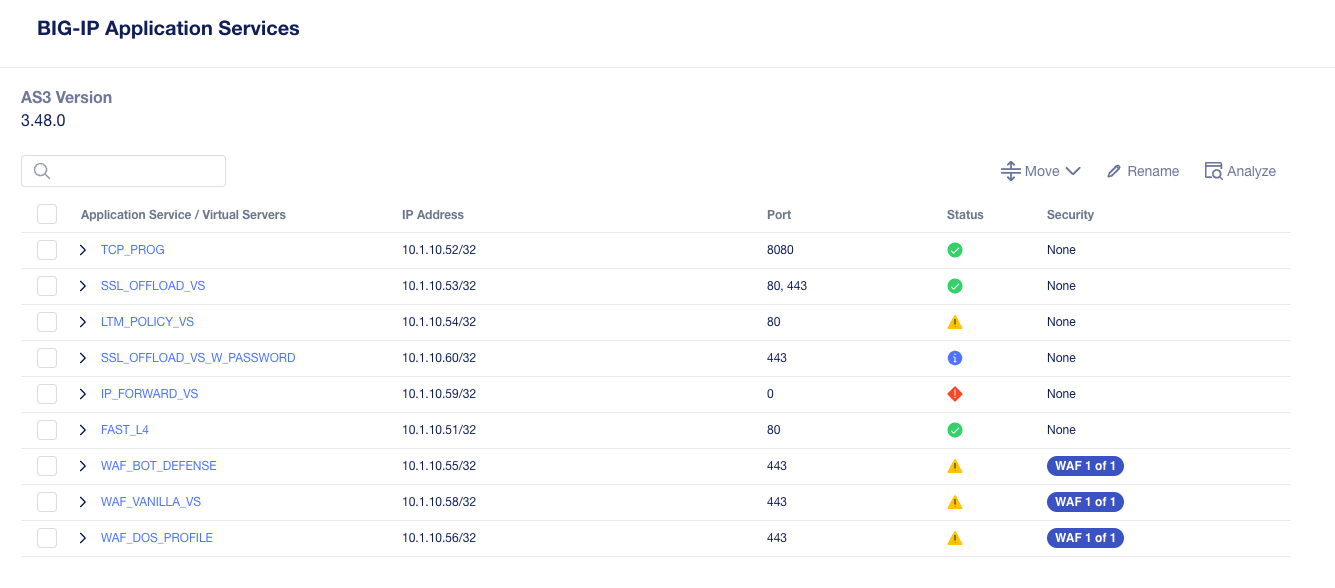 BIG-IP Application Services
AS3 Version
3.48.0
Move Rename Analyze
Application Service / Virtual Servers IP Address Port Status Security
TCP_PROG 10.1.10.52/32 8080 None
SSL_OFFLOAD_VS 10.1.10.53/32 80, 443 None
LTM_POLICY_VS 10.1.10.54/32 80 None
SSL_OFFLOAD_VS_W_PASSWORD 10.1.10.60/32 443 None
IP_FORWARD_VS 10.1.10.59/32 0 None
FAST_L4 10.1.10.51/32 80 None
WAF_BOT_DEFENSE 10.1.10.55/32 443 WAF 1 of 1
WAF_VANILLA_VS 10.1.10.58/32 443 WAF 1 of 1
WAF_DOS_PROFILE 10.1.10.56/32 443 WAF 1 of 1